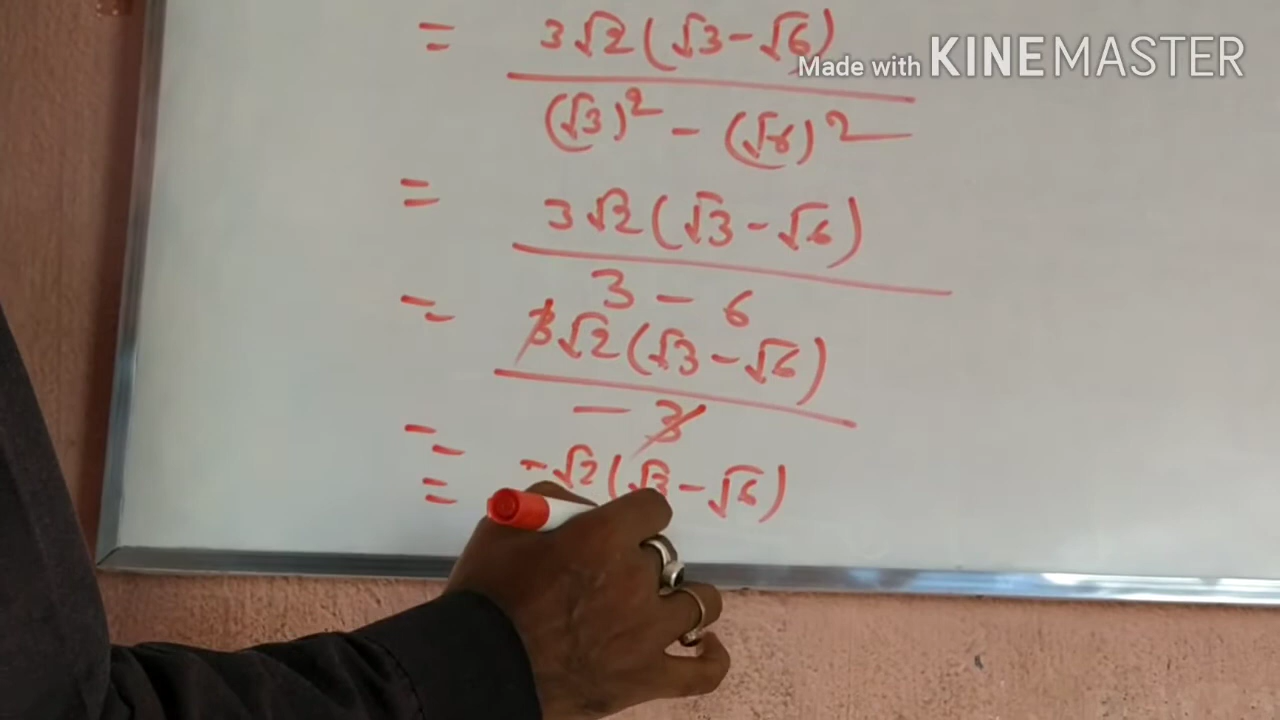 = 3√2(√3-√6)
Made with KINEMASTER
(√3)² - (√6)²
= 3√2(√3-√6)
3 - 6
= 3√2(√3-√6)
- 3
=
= -√2(√3-√6)